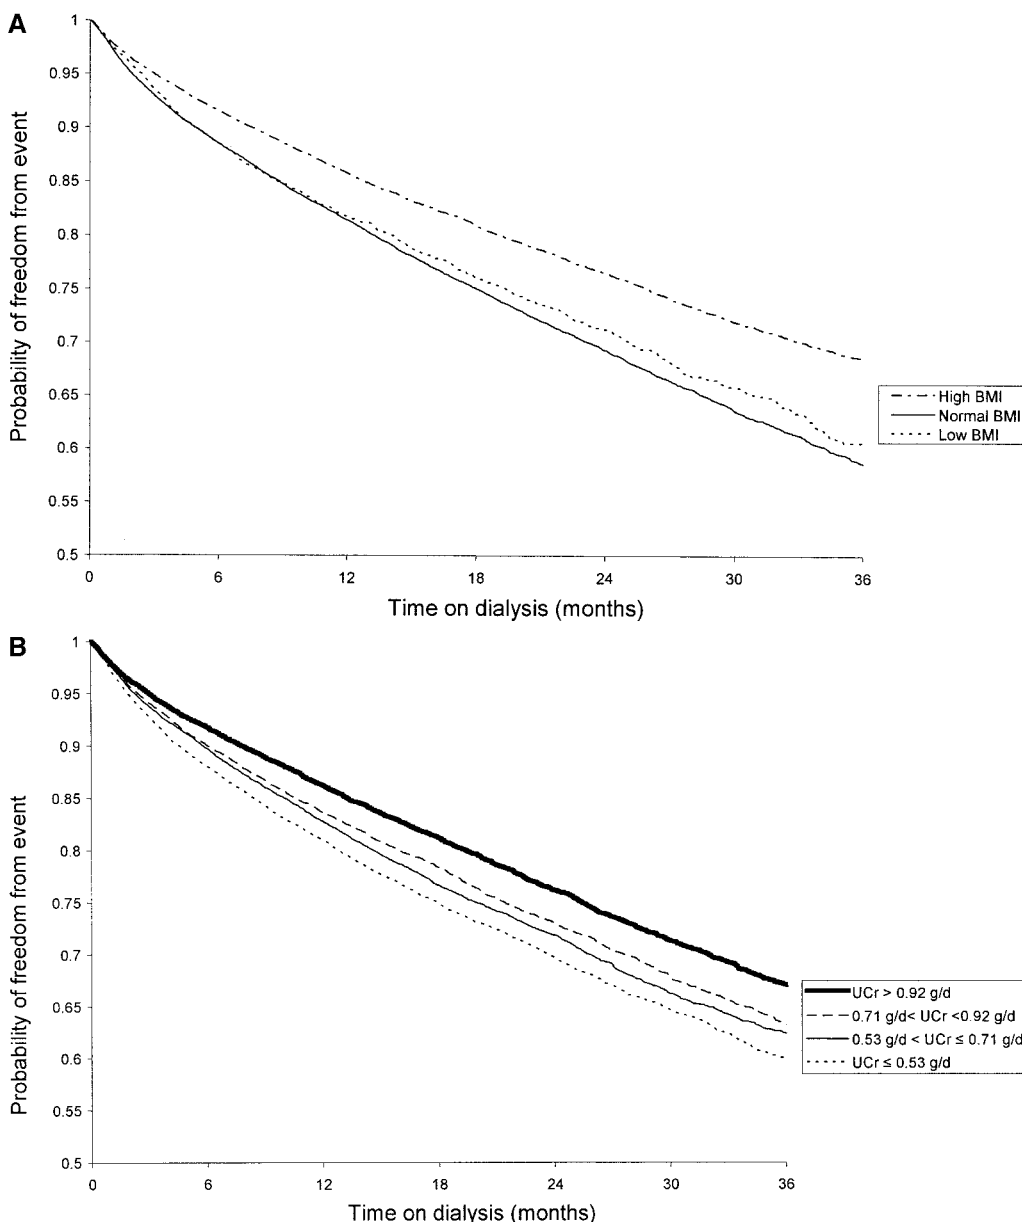 A
Probability of freedom from event
1
0.95
0.9
0.85
0.8
0.75
0.7
0.65
0.6
0.55
0.5
0 6 12 18 24 30 36
Time on dialysis (months)
High BMI
Normal BMI
Low BMI
B
Probability of freedom from event
1
0.95
0.9
0.85
0.8
0.75
0.7
0.65
0.6
0.55
0.5
0 6 12 18 24 30 36
Time on dialysis (months)
UCr > 0.92 g/d
0.71 g/d< UCr <0.92 g/d
0.53 g/d < UCr ≤ 0.71 g/d
UCr ≤ 0.53 g/d